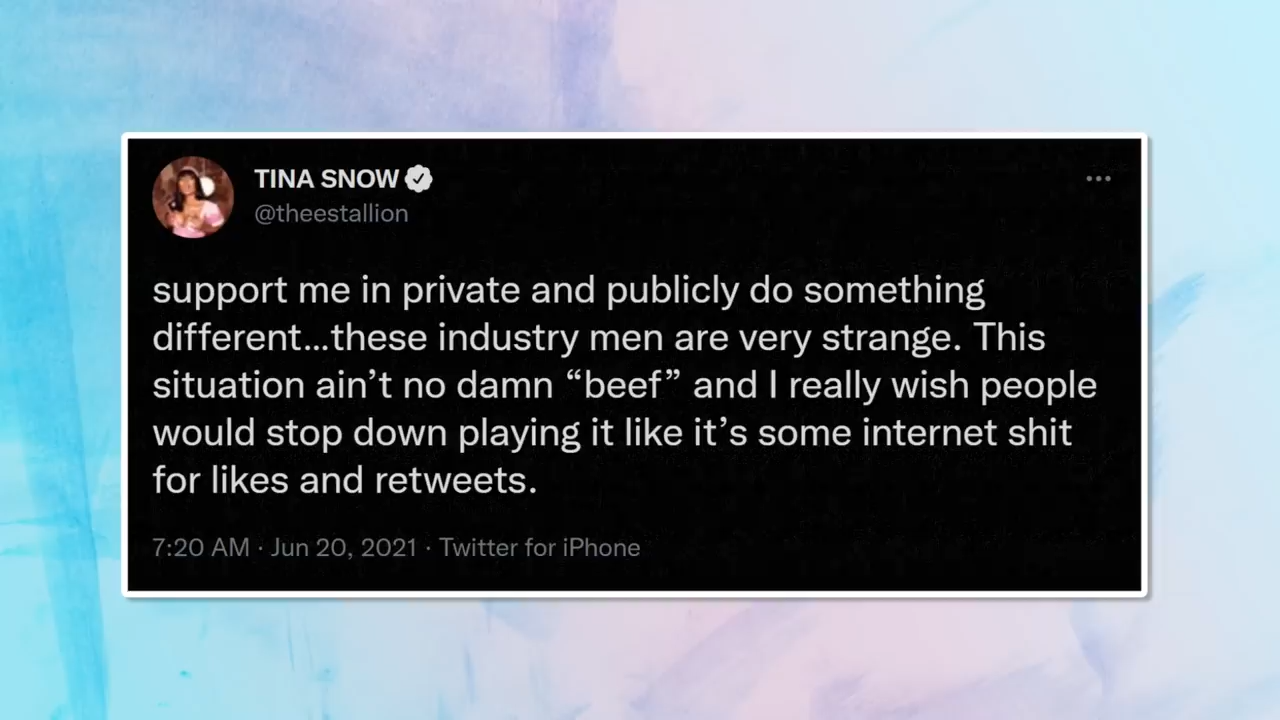 TINA SNOW
@theestallion
support me in private and publicly do something
different...these industry men are very strange. This
situation ain’t no damn “beef” and I really wish people
would stop down playing it like it’s some internet shit
for likes and retweets.
7:20 AM · Jun 20, 2021 · Twitter for iPhone